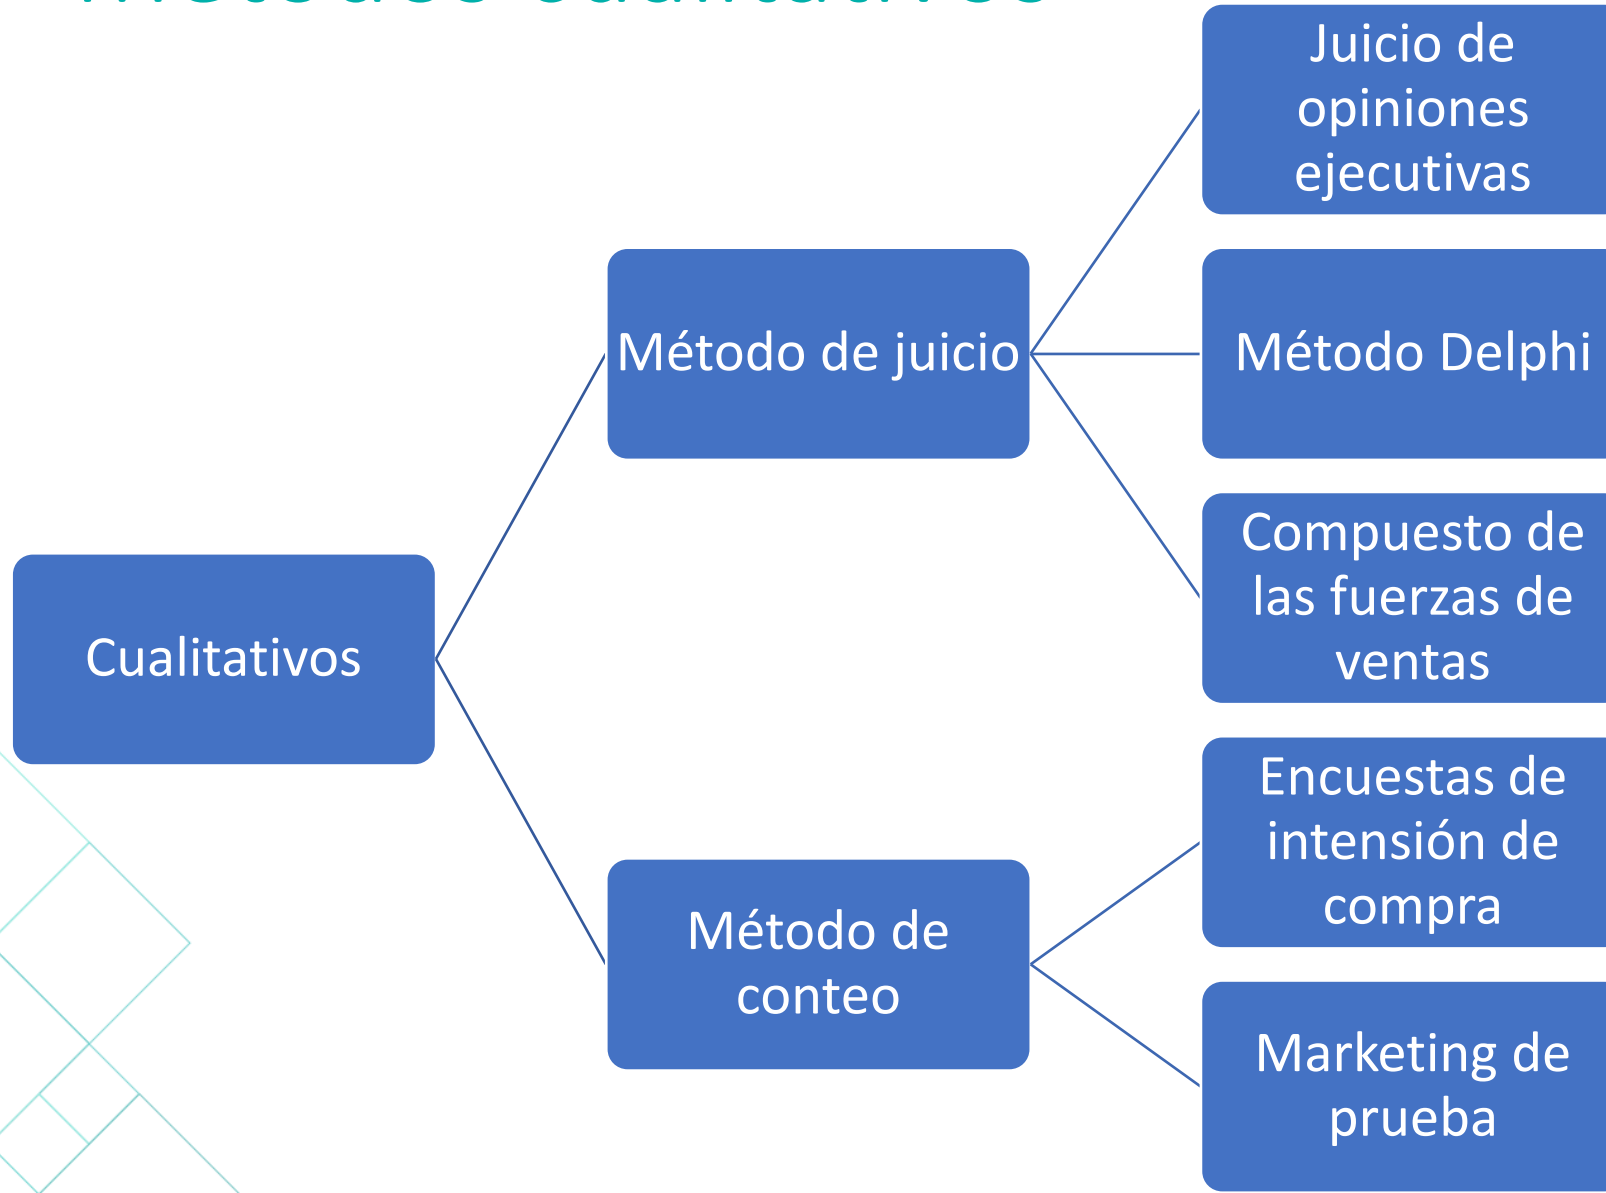 Juicio de
opiniones
ejecutivas
Método de juicio
Método Delphi
Compuesto de
las fuerzas de
ventas
Cualitativos
Encuestas de
intensión de
compra
Método de
conteo
Marketing de
prueba